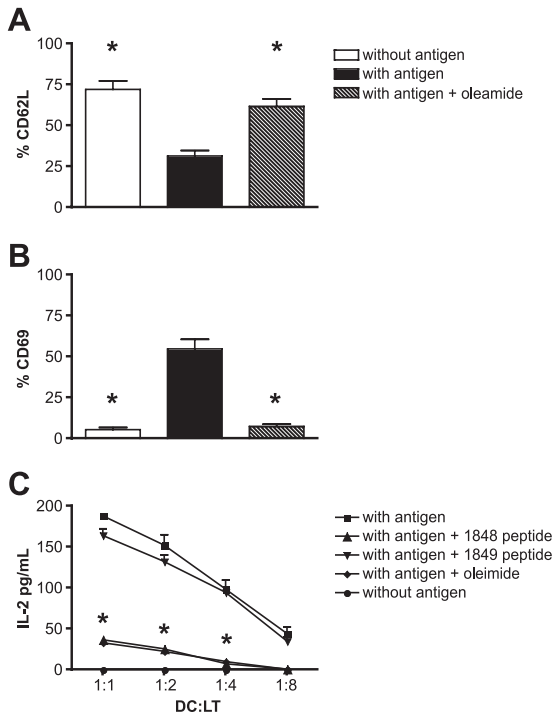 A
100
75
50
25
0
% CD62L
*
*
without antigen
with antigen
with antigen + oleamide
B
100
75
50
25
0
% CD69
*
*
C
200
150
100
50
0
IL-2 pg/mL
*
*
*
1:1
1:2
1:4
1:8
DC:LT
with antigen
with antigen + 1848 peptide
with antigen + 1849 peptide
with antigen + oleimide
without antigen